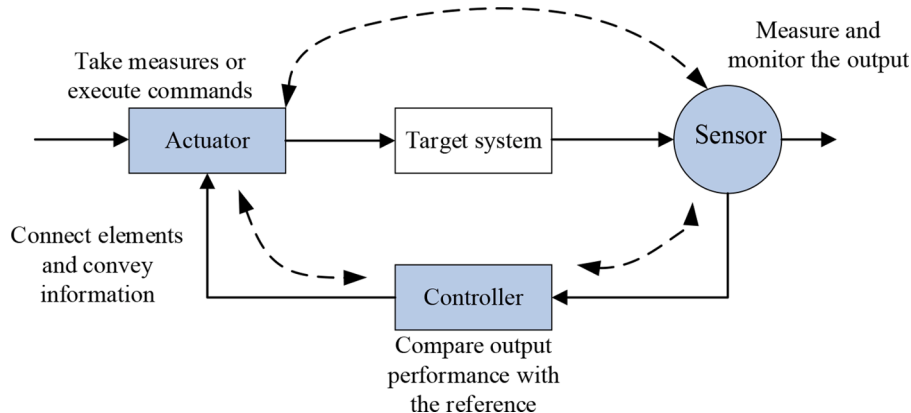 Take measures or
execute commands
Measure and
monitor the output
Actuator
Target system
Sensor
Connect elements
and convey
information
Controller
Compare output
performance with
the reference